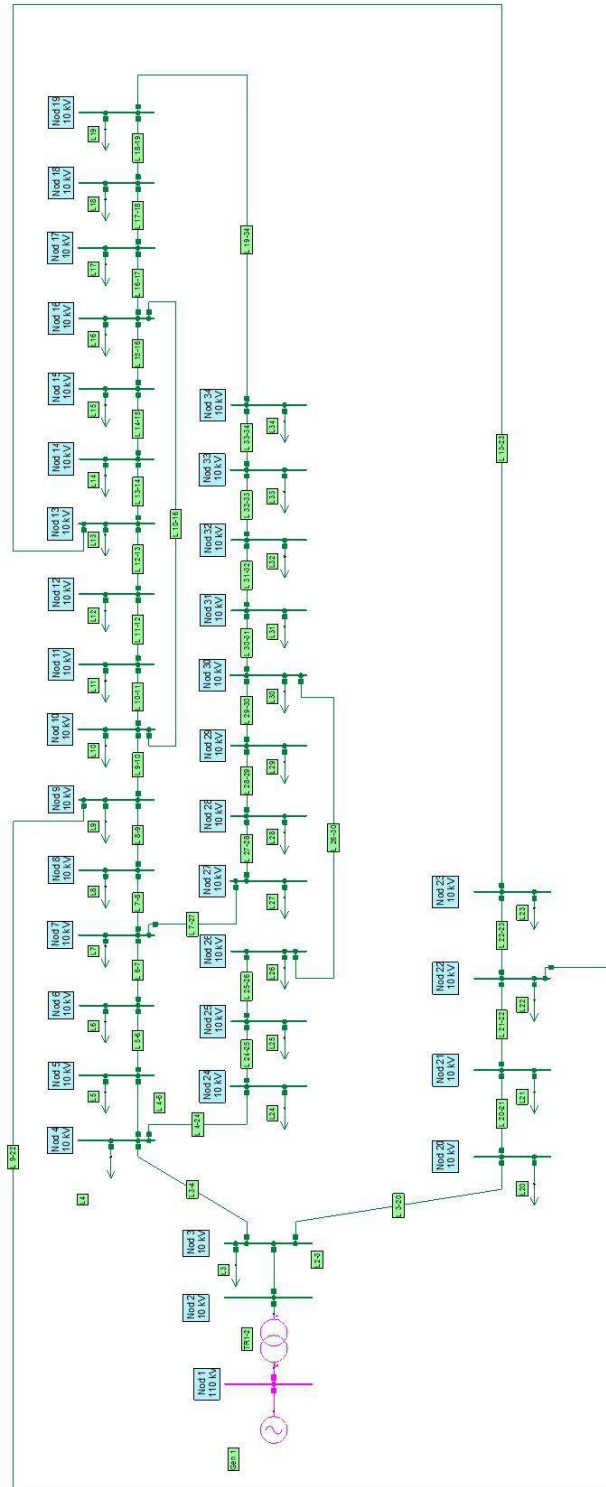 L 9-22
Nod 4
10 kV
Nod 5
10 kV
Nod 6
10 kV
Nod 7
10 kV
Nod 8
10 kV
Nod 9
10 kV
Nod 10
10 kV
Nod 11
10 kV
Nod 12
10 kV
Nod 13
10 kV
Nod 14
10 kV
Nod 15
10 kV
Nod 16
10 kV
Nod 17
10 kV
Nod 18
10 kV
Nod 19
10 kV
L4
L5
L6
L7
L8
L9
L10
L11
L12
L13
L14
L15
L16
L17
L18
L19
L 4-5
L 5-6
L 6-7
L 7-8
L 8-9
L 9-10
L 10-11
L 11-12
L 12-13
L 13-14
L 14-15
L 15-16
L 16-17
L 17-18
L 18-19
L 10-16
L3-4
L 4-24
L 7-27
Nod 24
10 kV
Nod 25
10 kV
Nod 26
10 kV
Nod 27
10 kV
Nod 28
10 kV
Nod 29
10 kV
Nod 30
10 kV
Nod 31
10 kV
Nod 32
10 kV
Nod 33
10 kV
Nod 34
10 kV
L 24-25
L 25-26
L 27-28
L 28-29
L 29-30
L 30-31
L 31-32
L 32-33
L 33-34
L 19-34
L24
L25
L26
L27
L28
L29
L30
L31
L32
L33
L34
L 26-30
Gen 1
Nod 1
110 kV
TR1-2
Nod 2
10 kV
Nod 3
10 kV
L3
L2-3
L 3-20
Nod 20
10 kV
Nod 21
10 kV
Nod 22
10 kV
Nod 23
10 kV
L 20-21
L 21-22
L 22-23
L 13-23
L20
L21
L22
L23